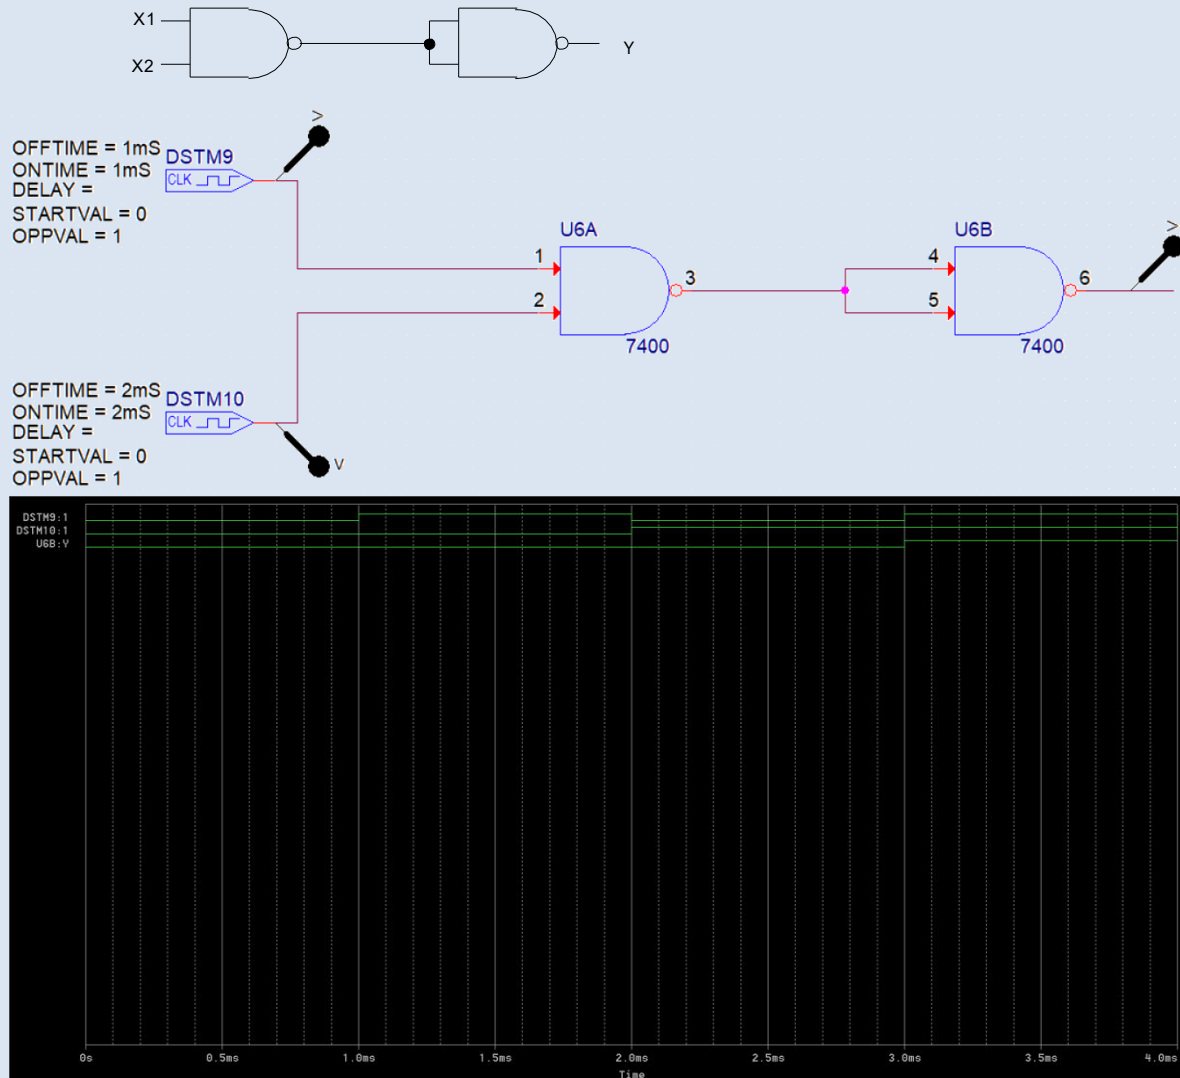 X1
X2
Y
>
OFFTIME = 1mS
DSTM9
ONTIME = 1mS
CLK
DELAY =
STARTVAL = 0
OPPVAL = 1
U6A
U6B
>
1
4
3
6
2
5
7400
7400
OFFTIME = 2mS
DSTM10
ONTIME = 2mS
CLK
DELAY =
STARTVAL = 0
V
OPPVAL = 1
DSTM9:1
DSTM10:1
U6B:Y
0s
0.5ms
1.0ms
1.5ms
2.0ms
2.5ms
3.0ms
3.5ms
4.0ms
Time